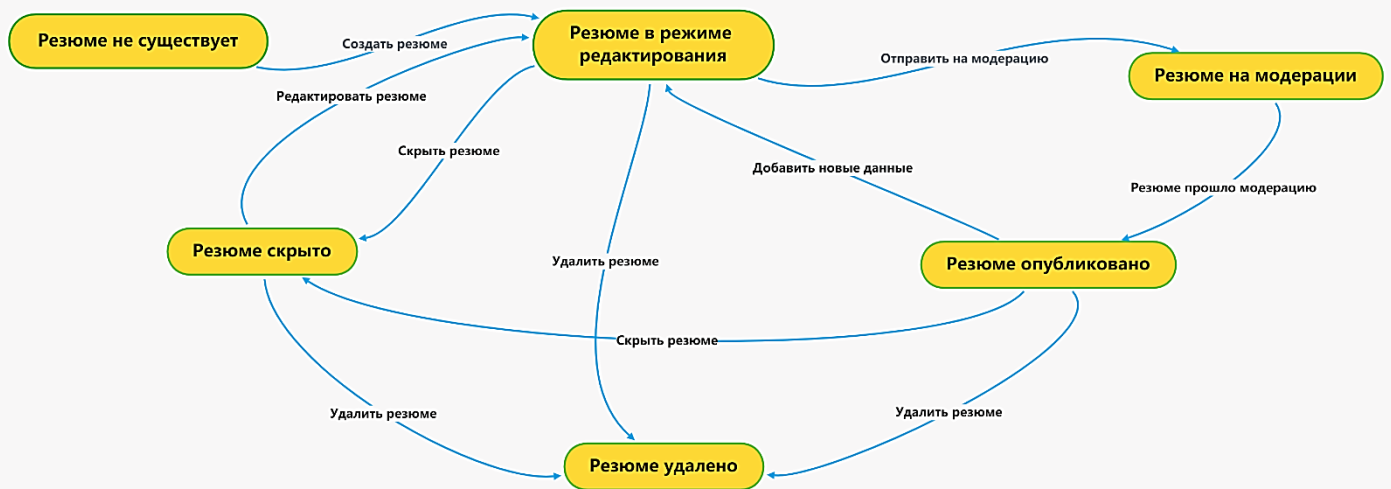 Резюме не существует
Создать резюме
Резюме в режиме
редактирования
Отправить на модерацию
Резюме на модерации
Редактировать резюме
Скрыть резюме
Добавить новые данные
Резюме прошло модерацию
Резюме скрыто
Удалить резюме
Резюме опубликовано
Скрыть резюме
Удалить резюме
Удалить резюме
Резюме удалено